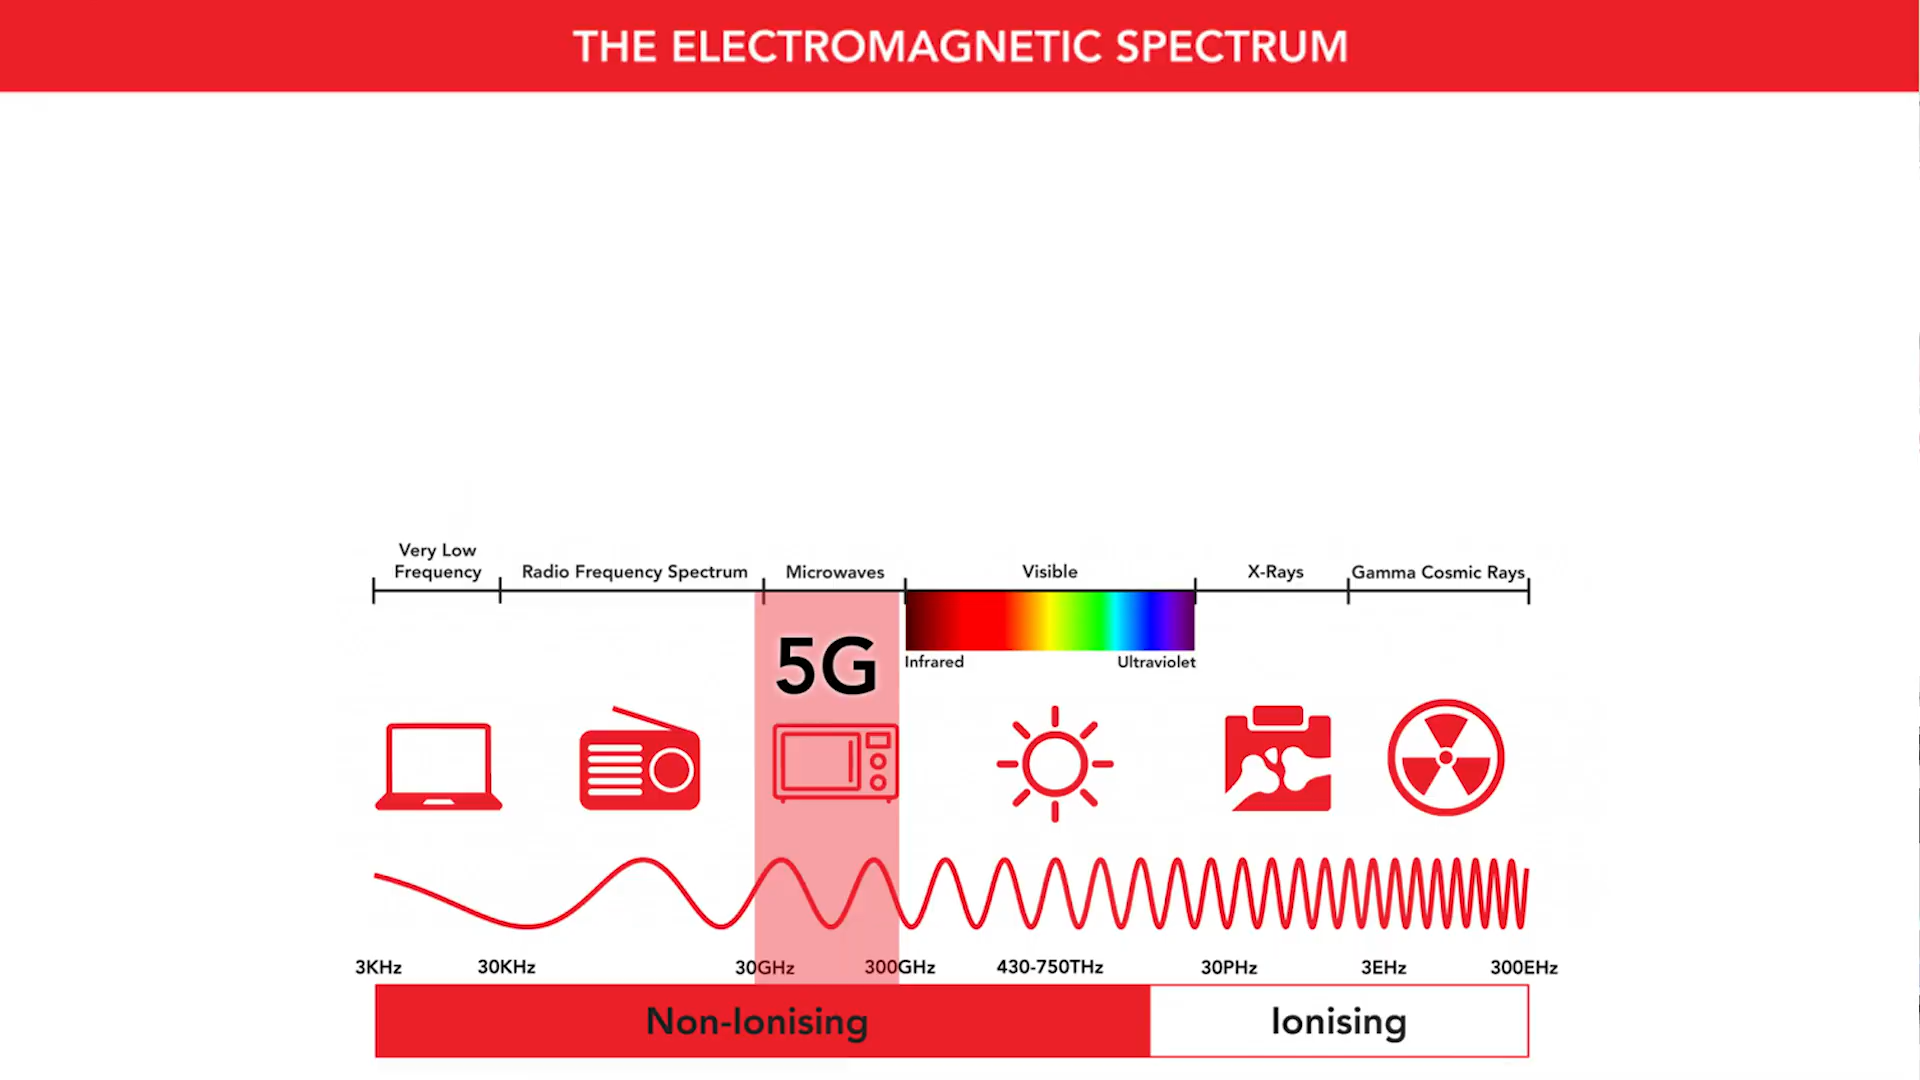 THE ELECTROMAGNETIC SPECTRUM
Very Low
Frequency
Radio Frequency Spectrum
Microwaves
Visible
X-Rays
Gamma Cosmic Rays
5G
Infrared
Ultraviolet
3KHz
30KHz
30GHz
300GHz
430-750THz
30PHz
3EHz
300EHz
Non-Ionising
Ionising